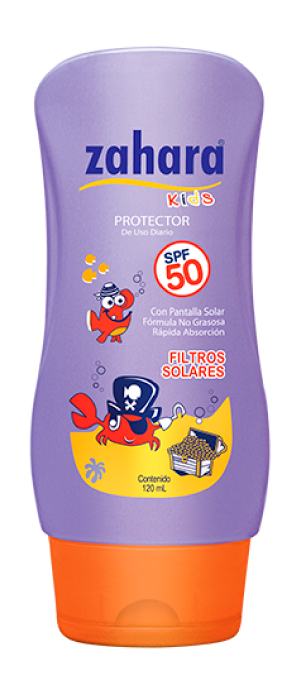 zahara®
Kids
PROTECTOR
De Uso Diario
SPF
50
Con Pantalla Solar
Fórmula No Grasosa
Rápida Absorción
FILTROS
SOLARES
Contenido
120 mL